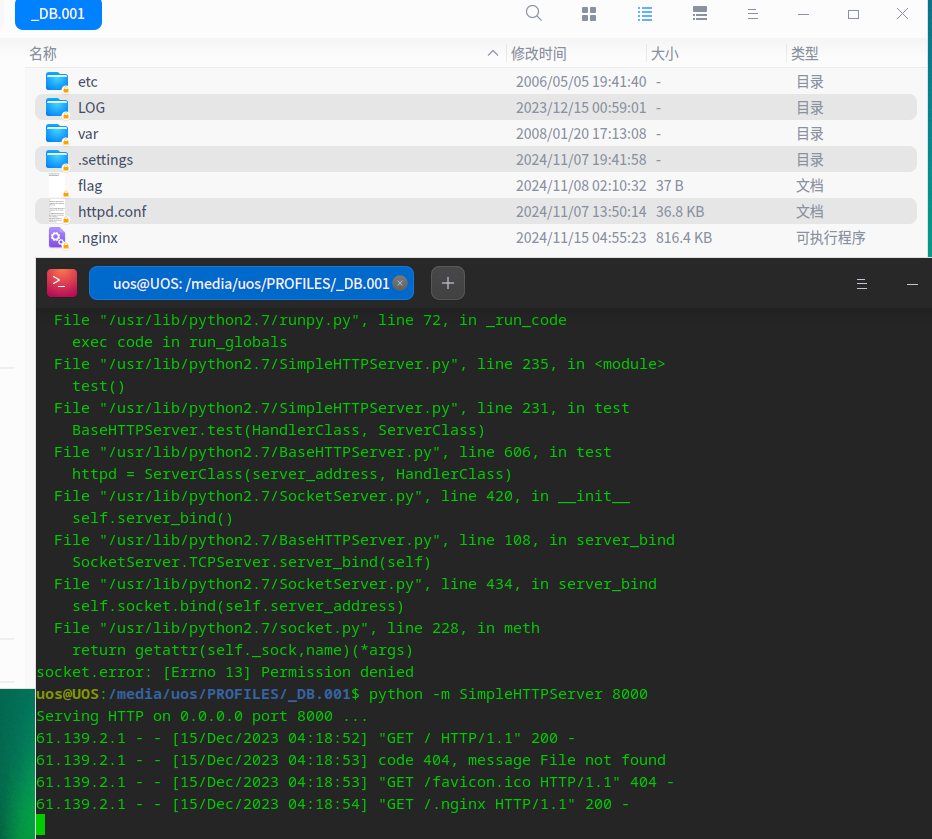 _DB.001
名称 修改时间 大小 类型
etc 2006/05/05 19:41:40 - 目录
LOG 2023/12/15 00:59:01 - 目录
var 2008/01/20 17:13:08 - 目录
.settings 2024/11/07 19:41:58 - 目录
flag 2024/11/08 02:10:32 37 B 文档
httpd.conf 2024/11/07 13:50:14 36.8 KB 文档
.nginx 2024/11/15 04:55:23 816.4 KB 可执行程序
uos@UOS: /media/uos/PROFILES/_DB.001
File "/usr/lib/python2.7/runpy.py", line 72, in _run_code
exec code in run_globals
File "/usr/lib/python2.7/SimpleHTTPServer.py", line 235, in <module>
test()
File "/usr/lib/python2.7/SimpleHTTPServer.py", line 231, in test
BaseHTTPServer.test(HandlerClass, ServerClass)
File "/usr/lib/python2.7/BaseHTTPServer.py", line 606, in test
httpd = ServerClass(server_address, HandlerClass)
File "/usr/lib/python2.7/SocketServer.py", line 420, in __init__
self.server_bind()
File "/usr/lib/python2.7/BaseHTTPServer.py", line 108, in server_bind
SocketServer.TCPServer.server_bind(self)
File "/usr/lib/python2.7/SocketServer.py", line 434, in server_bind
self.socket.bind(self.server_address)
File "/usr/lib/python2.7/socket.py", line 228, in meth
return getattr(self._sock,name)(*args)
socket.error: [Errno 13] Permission denied
uos@UOS:/media/uos/PROFILES/_DB.001$ python -m SimpleHTTPServer 8000
Serving HTTP on 0.0.0.0 port 8000 ...
61.139.2.1 - - [15/Dec/2023 04:18:52] "GET / HTTP/1.1" 200 -
61.139.2.1 - - [15/Dec/2023 04:18:53] code 404, message File not found
61.139.2.1 - - [15/Dec/2023 04:18:53] "GET /favicon.ico HTTP/1.1" 404 -
61.139.2.1 - - [15/Dec/2023 04:18:54] "GET /.nginx HTTP/1.1" 200 -